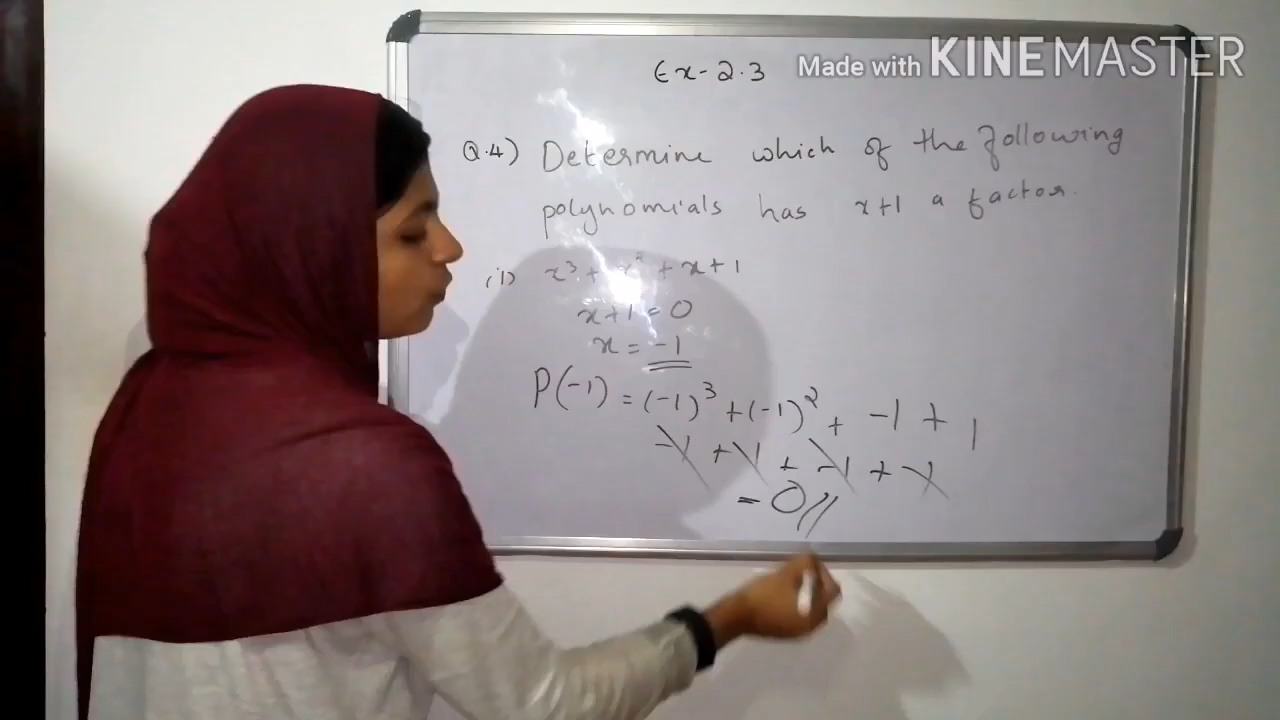 Ex-2.3
Made with KINEMASTER
Q.4) Determine which of the following
polynomials has x+1 a factor.
(i) x³ + x² + x + 1
x+1 = 0
x = -1
P(-1) = (-1)³ + (-1)² + -1 + 1
-1 + 1 + -1 + 1
= 0//